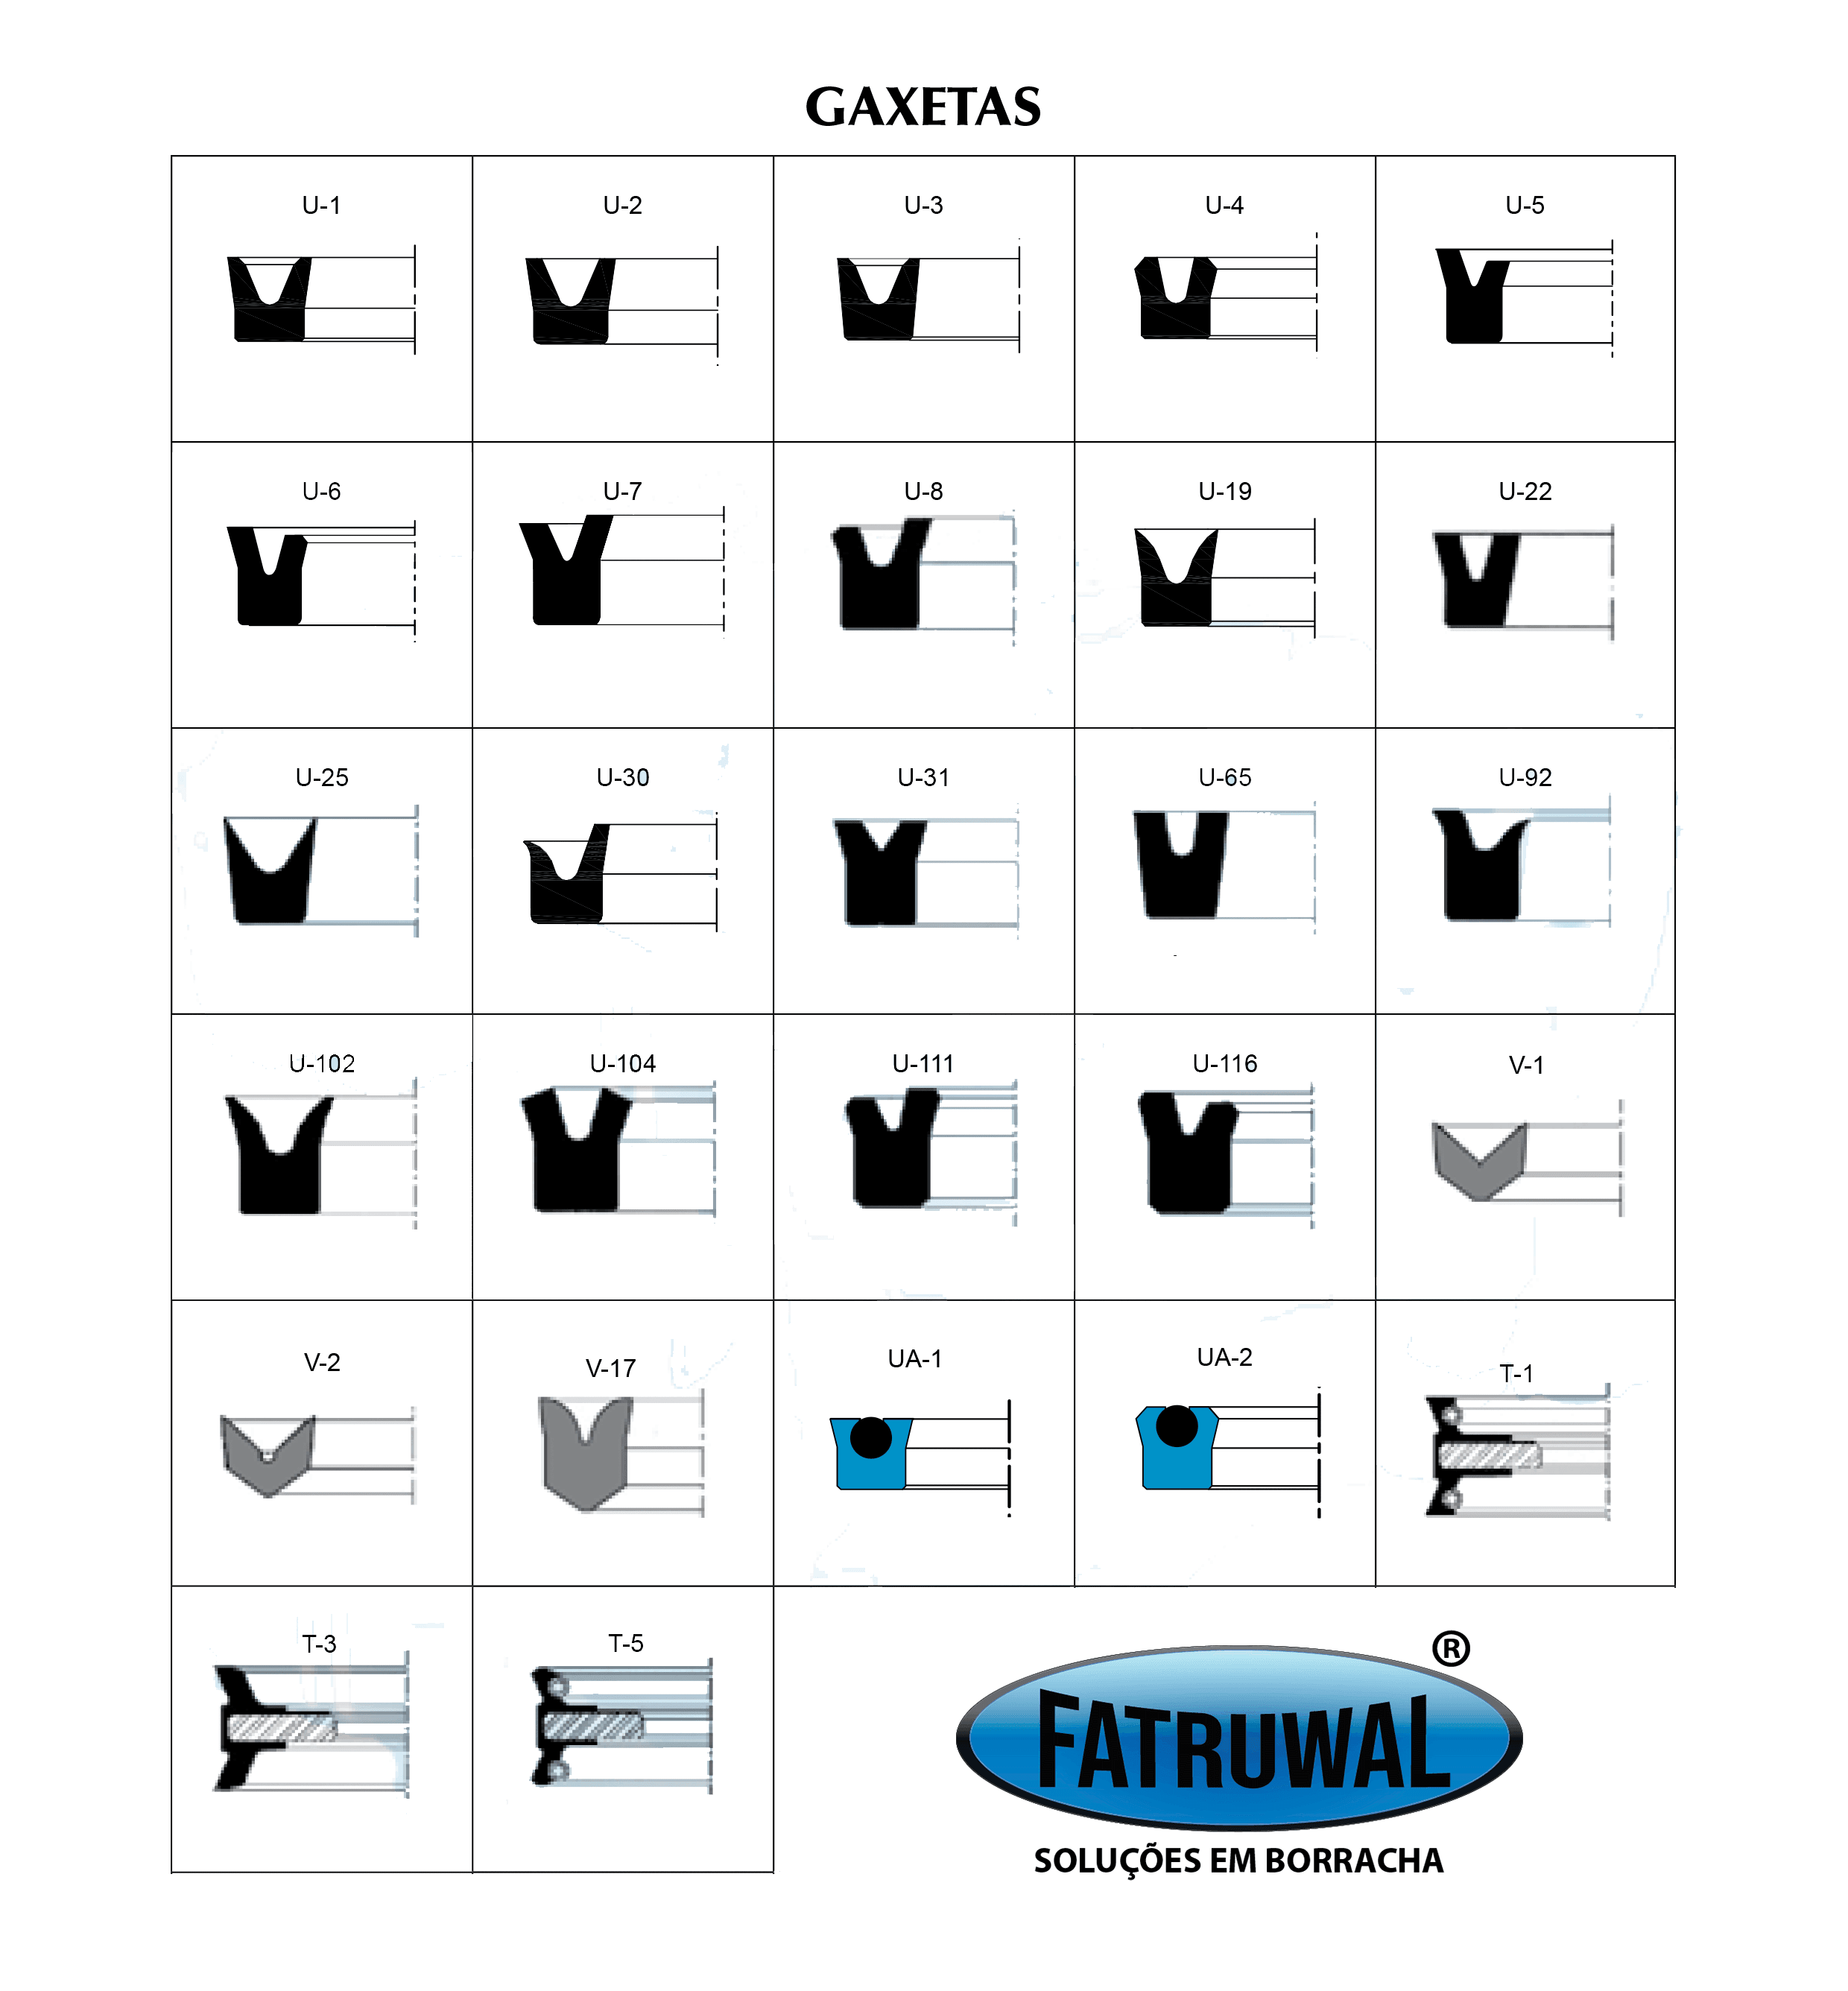 GAXETAS
U-1
U-2
U-3
U-4
U-5
U-6
U-7
U-8
U-19
U-22
U-25
U-30
U-31
U-65
U-92
U-102
U-104
U-111
U-116
V-1
V-2
V-17
UA-1
UA-2
T-1
T-3
T-5
®
FATRUWAL
SOLUÇÕES EM BORRACHA